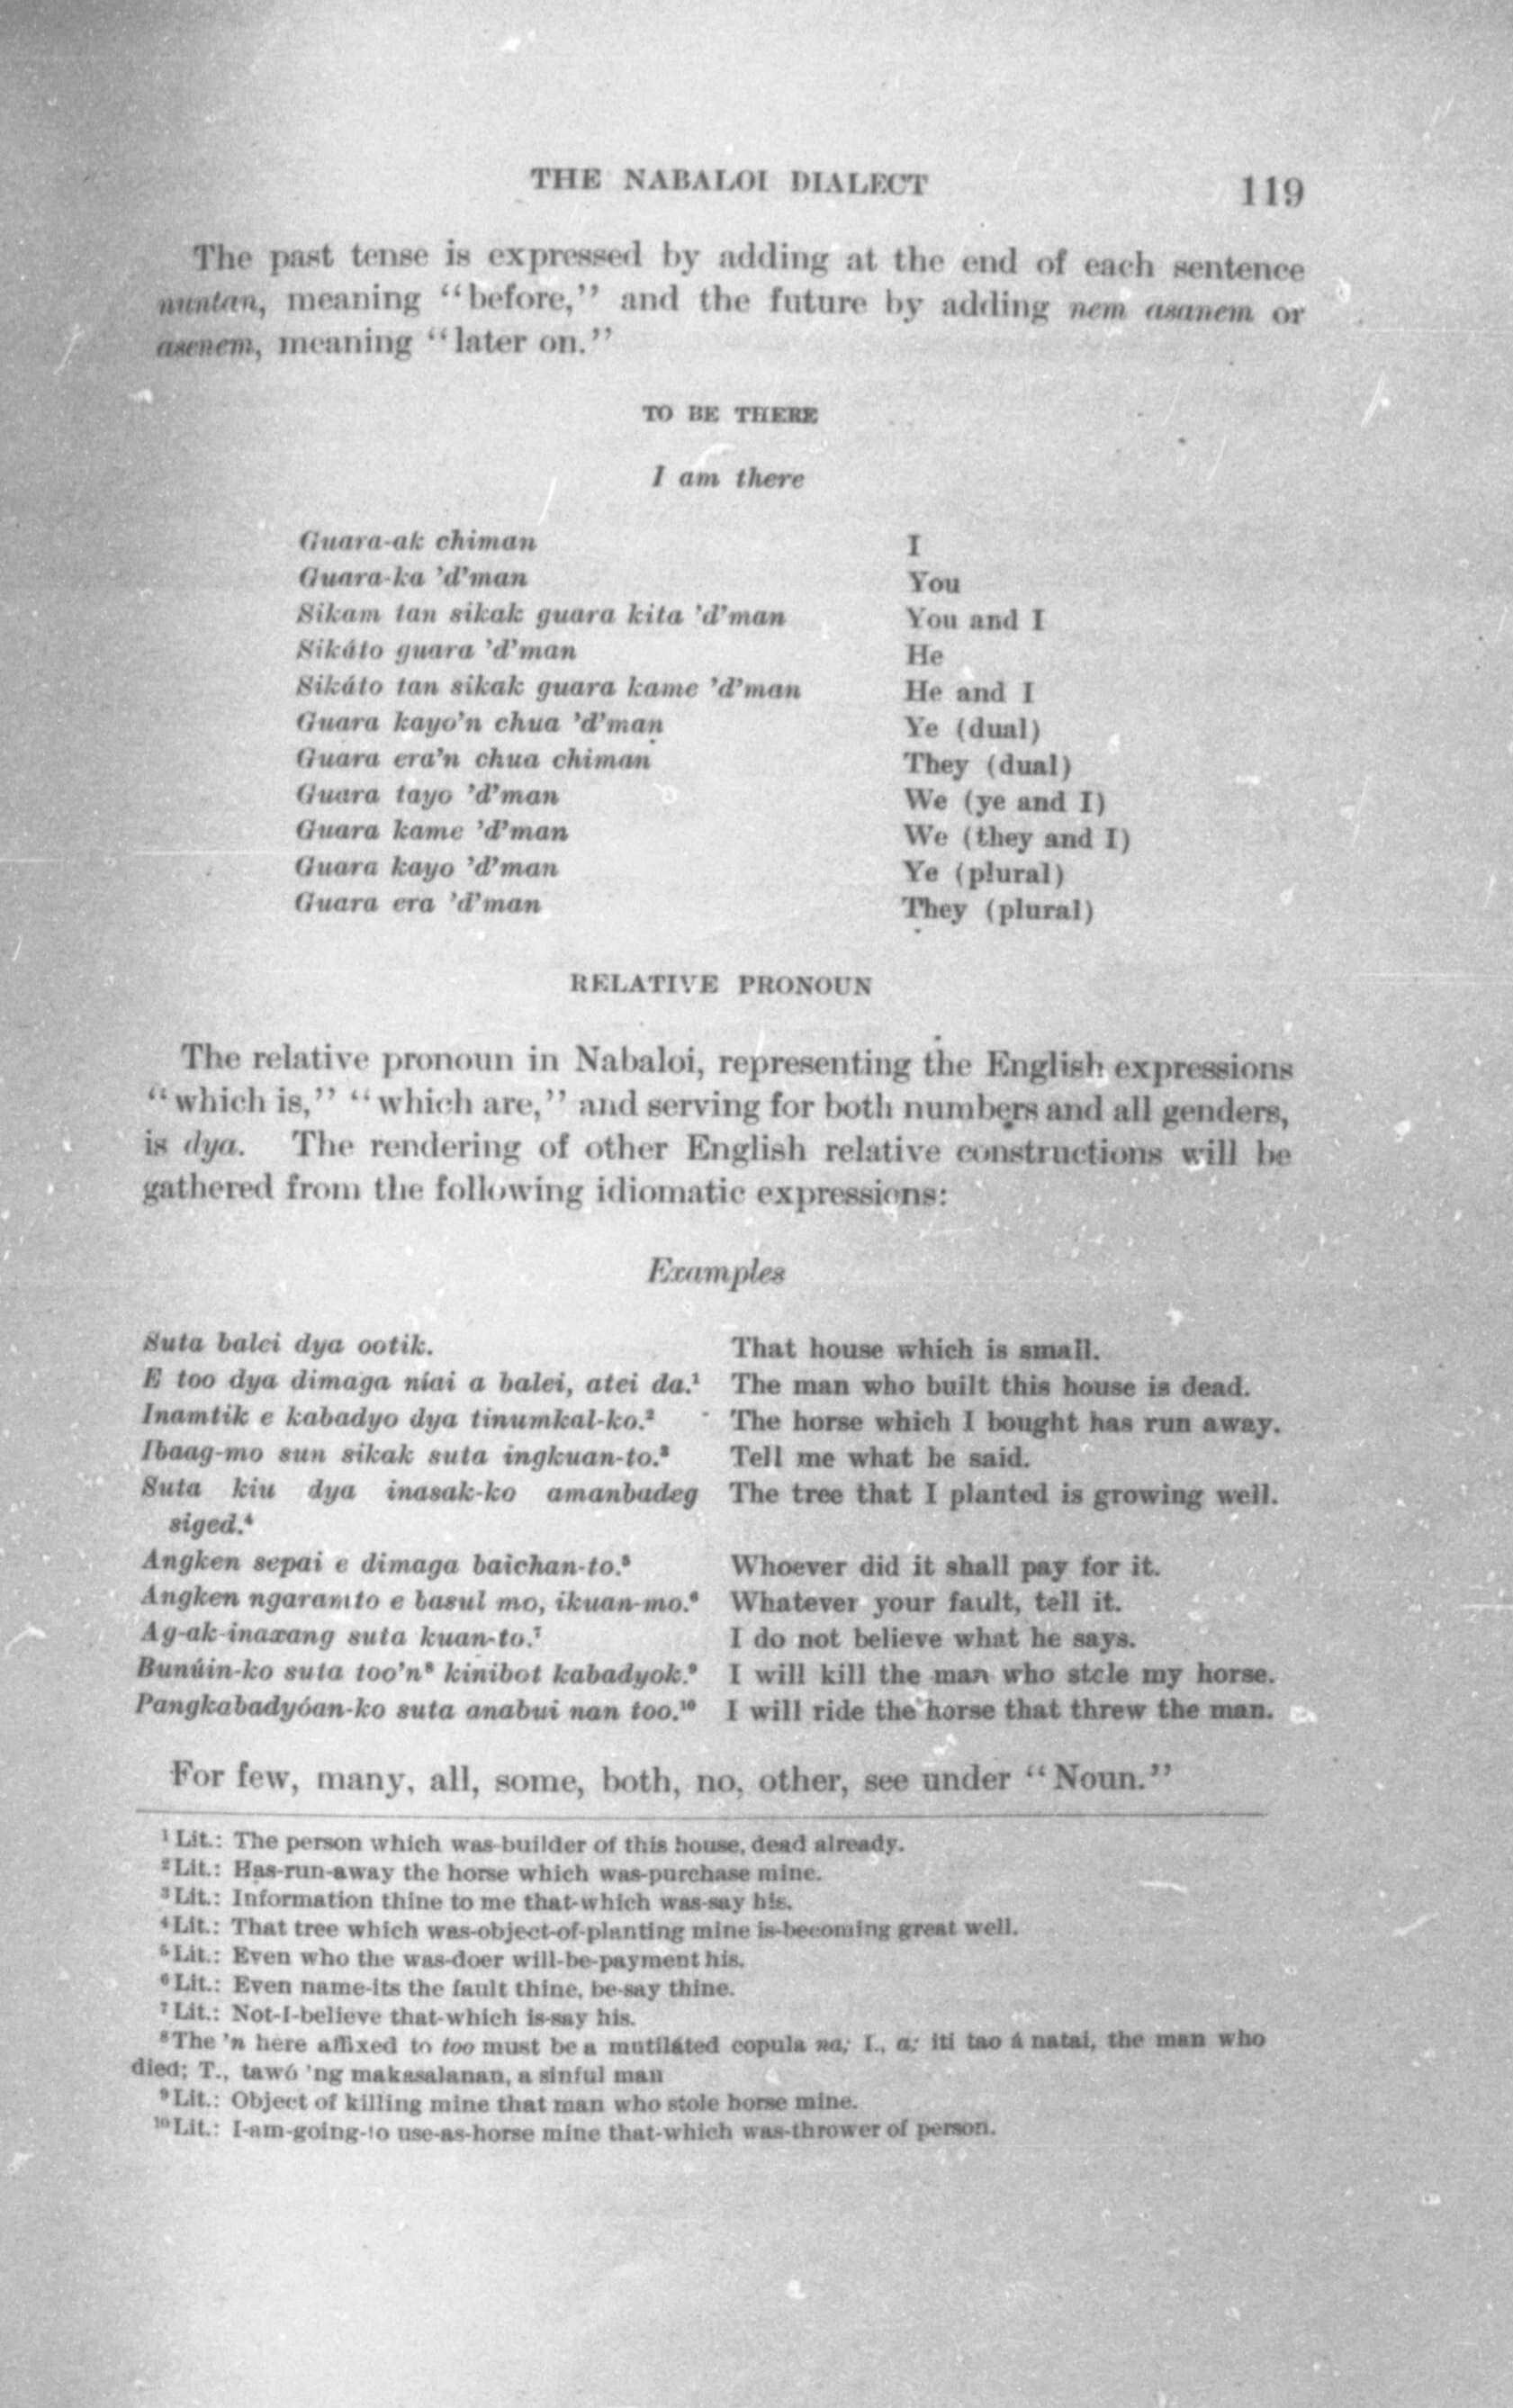 THE NABALOI DIALECT 119
The past tense is expressed by adding at the end of each sentence
nuntan, meaning “before,” and the future by adding nem asanem or
asenem, meaning “later on.”
TO BE THERE
I am there
Guara-ak chiman I
Guara-ka ’d’man You
Sikam tan sikak guara kita ’d’man You and I
Sikáto guara ’d’man He
Sikáto tan sikak guara kame ’d’man He and I
Guara kayo’n chua ’d’man Ye (dual)
Guara era’n chua chiman They (dual)
Guara tayo ’d’man We (ye and I)
Guara kame ’d’man We (they and I)
Guara kayo ’d’man Ye (plural)
Guara era ’d’man They (plural)
RELATIVE PRONOUN
The relative pronoun in Nabaloi, representing the English expressions
“which is,” “which are,” and serving for both numbers and all genders,
is dya. The rendering of other English relative constructions will be
gathered from the following idiomatic expressions:
Examples
Suta balei dya ootik. That house which is small.
E too dya dimaga níai a balei, atei da.¹ The man who built this house is dead.
Inamtik e kabadyo dya tinumkal-ko.² The horse which I bought has run away.
Ibaag-mo sun sikak suta ingkuan-to.³ Tell me what he said.
Suta kiu dya inasak-ko amanbadeg The tree that I planted is growing well.
siged.⁴
Angken sepai e dimaga baichan-to.⁵ Whoever did it shall pay for it.
Angken ngaramto e basul mo, ikuan-mo.⁶ Whatever your fault, tell it.
Ag-ak-inaxang suta kuan-to.⁷ I do not believe what he says.
Bunúin-ko suta too’n⁸ kinibot kabadyok.⁹ I will kill the man who stole my horse.
Pangkabadyóan-ko suta anabui nan too.¹⁰ I will ride the horse that threw the man.
For few, many, all, some, both, no, other, see under “Noun.”
¹ Lit.: The person which was-builder of this house, dead already.
² Lit.: Has-run-away the horse which was-purchase mine.
³ Lit.: Information thine to me that-which was-say his.
⁴ Lit.: That tree which was-object-of-planting mine is-becoming great well.
⁵ Lit.: Even who the was-doer will-be-payment his.
⁶ Lit.: Even name-its the fault thine, be-say thine.
⁷ Lit.: Not-I-believe that-which is-say his.
⁸ The ’n here affixed to too must be a mutilated copula na; I., a; iti tao á natai, the man who
died; T., tawó ’ng makasalanan, a sinful man
⁹ Lit.: Object of killing mine that man who stole horse mine.
¹⁰ Lit.: I-am-going-to use-as-horse mine that-which was-thrower of person.